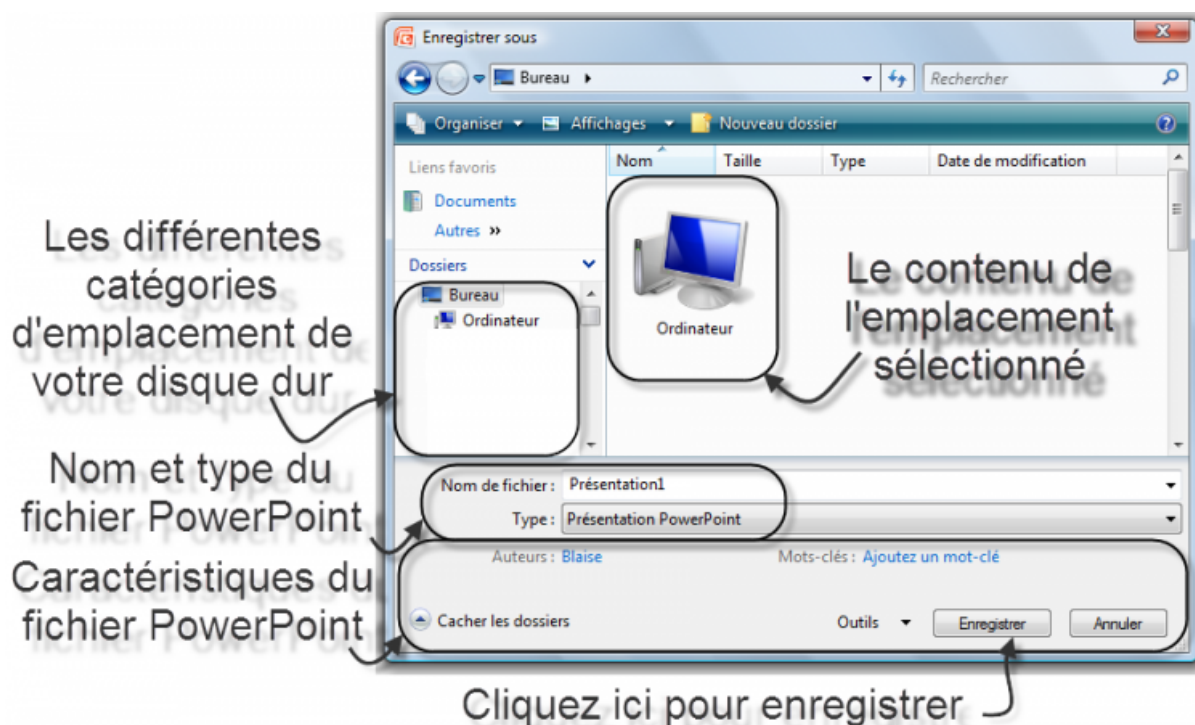 Enregistrer sous
Bureau
Rechercher
Organiser Affichages Nouveau dossier
Liens favoris
Documents
Autres »
Dossiers
Bureau
Ordinateur
Nom Taille Type Date de modification
Ordinateur
Les différentes
catégories
d'emplacement de
votre disque dur
Le contenu de
l'emplacement
sélectionné
Nom et type du
fichier PowerPoint
Nom de fichier : Présentation1
Type : Présentation PowerPoint
Caractéristiques du
fichier PowerPoint
Auteurs : Blaise Mots-clés : Ajoutez un mot-clé
Cacher les dossiers Outils Enregistrer Annuler
Cliquez ici pour enregistrer